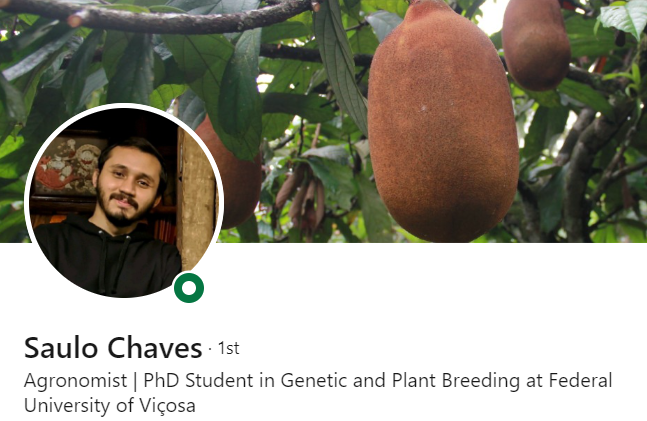 Saulo Chaves · 1st
Agronomist | PhD Student in Genetic and Plant Breeding at Federal
University of Viçosa